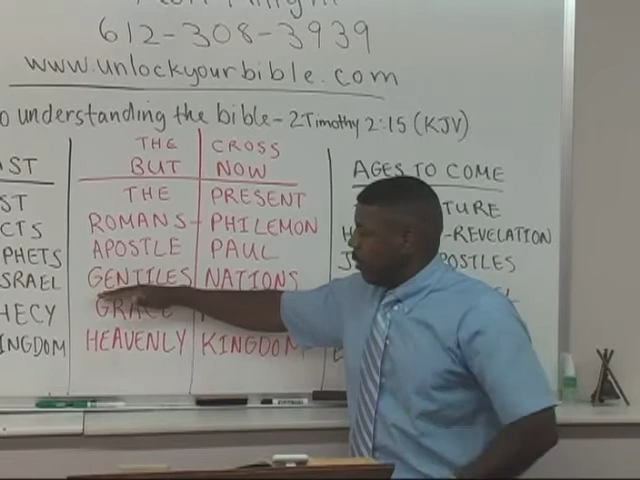 612-308-3939
www.unlockyourbible.com
o understanding the bible - 2 Timothy 2:15 (KJV)
AST THE CROSS
BUT NOW AGES TO COME
ST THE PRESENT TURE
CTS ROMANS - PHILEMON H -REVELATION
PHETS APOSTLE PAUL J POSTLES
SRAEL GENTILES NATIONS
HECY GRACE
INGDOM HEAVENLY KINGDOM